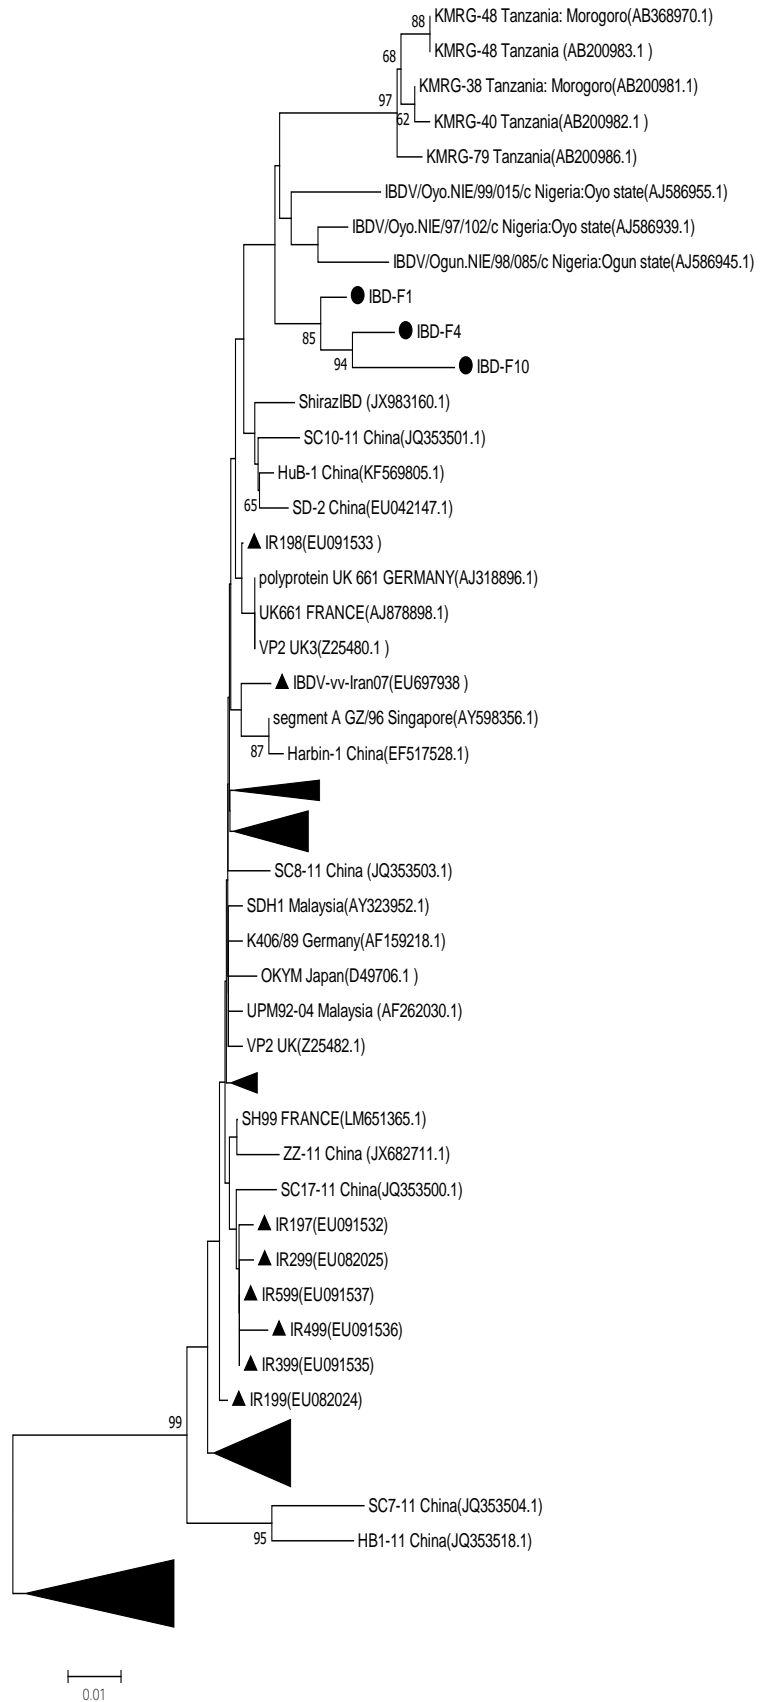 88
KMRG-48 Tanzania: Morogoro(AB368970.1)
KMRG-48 Tanzania (AB200983.1 )
68
KMRG-38 Tanzania: Morogoro(AB200981.1)
97
62
KMRG-40 Tanzania(AB200982.1 )
KMRG-79 Tanzania(AB200986.1)
IBDV/Oyo.NIE/99/015/c Nigeria:Oyo state(AJ586955.1)
IBDV/Oyo.NIE/97/102/c Nigeria:Oyo state(AJ586939.1)
IBDV/Ogun.NIE/98/085/c Nigeria:Ogun state(AJ586945.1)
IBD-F1
85
IBD-F4
94
IBD-F10
ShirazIBD (JX983160.1)
SC10-11 China(JQ353501.1)
HuB-1 China(KF569805.1)
65
SD-2 China(EU042147.1)
IR198(EU091533 )
polyprotein UK 661 GERMANY(AJ318896.1)
UK661 FRANCE(AJ878898.1)
VP2 UK3(Z25480.1 )
IBDV-vv-Iran07(EU697938 )
segment A GZ/96 Singapore(AY598356.1)
87
Harbin-1 China(EF517528.1)
SC8-11 China (JQ353503.1)
SDH1 Malaysia(AY323952.1)
K406/89 Germany(AF159218.1)
OKYM Japan(D49706.1 )
UPM92-04 Malaysia (AF262030.1)
VP2 UK(Z25482.1)
SH99 FRANCE(LM651365.1)
ZZ-11 China (JX682711.1)
SC17-11 China(JQ353500.1)
IR197(EU091532)
IR299(EU082025)
IR599(EU091537)
IR499(EU091536)
IR399(EU091535)
IR199(EU082024)
99
SC7-11 China(JQ353504.1)
95
HB1-11 China(JQ353518.1)
0.01